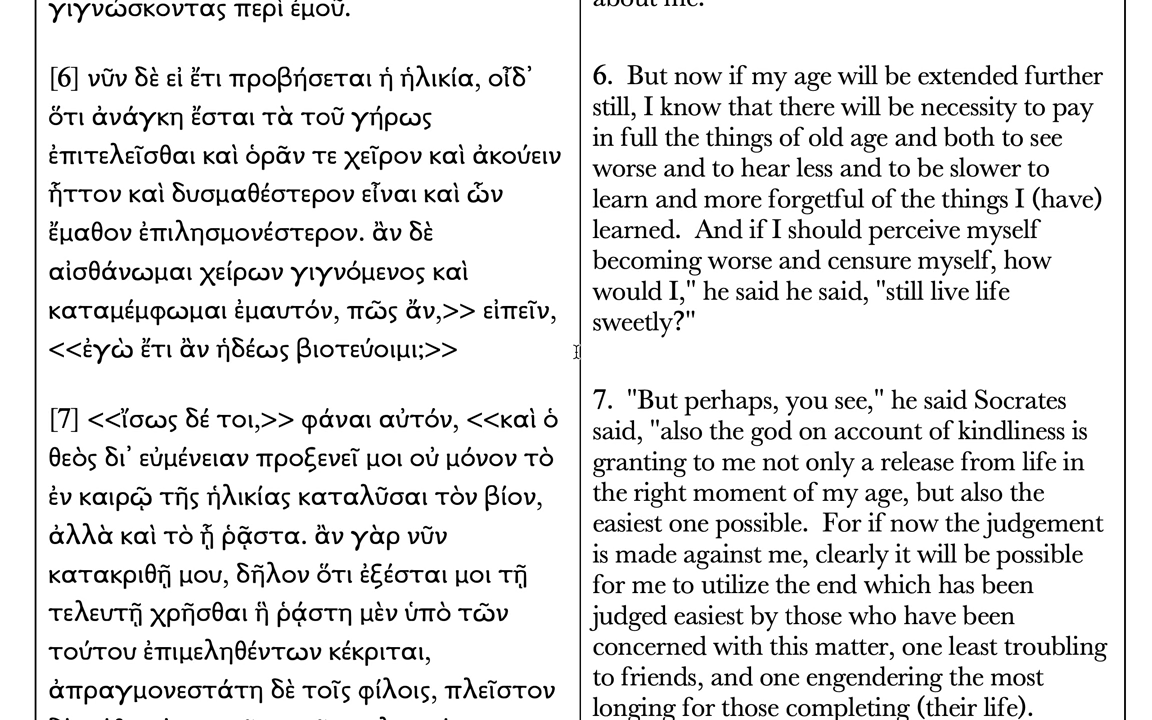 γιγνώσκοντας περὶ ἐμοῦ.
[6] νῦν δὲ εἰ ἔτι προβήσεται ἡ ἡλικία, οἶδ᾽
ὅτι ἀνάγκη ἔσται τὰ τοῦ γήρως
ἐπιτελεῖσθαι καὶ ὁρᾶν τε χεῖρον καὶ ἀκούειν
ἧττον καὶ δυσμαθέστερον εἶναι καὶ ὧν
ἔμαθον ἐπιλησμονέστερον. ἂν δὲ
αἰσθάνωμαι χείρων γιγνόμενος καὶ
καταμέμφωμαι ἐμαυτόν, πῶς ἄν,>> εἰπεῖν,
<<ἐγὼ ἔτι ἂν ἡδέως βιοτεύοιμι;>>
[7] <<ἴσως δέ τοι,>> φάναι αὐτόν, <<καὶ ὁ
θεὸς δι᾽ εὐμένειαν προξενεῖ μοι οὐ μόνον τὸ
ἐν καιρῷ τῆς ἡλικίας καταλῦσαι τὸν βίον,
ἀλλὰ καὶ τὸ ᾗ ῥᾷστα. ἂν γὰρ νῦν
κατακριθῇ μου, δῆλον ὅτι ἐξέσται μοι τῇ
τελευτῇ χρῆσθαι ἣ ῥᾴστη μὲν ὑπὸ τῶν
τούτου ἐπιμεληθέντων κέκριται,
ἀπραγμονεστάτη δὲ τοῖς φίλοις, πλεῖστον
about me.
6. But now if my age will be extended further
still, I know that there will be necessity to pay
in full the things of old age and both to see
worse and to hear less and to be slower to
learn and more forgetful of the things I (have)
learned. And if I should perceive myself
becoming worse and censure myself, how
would I," he said he said, "still live life
sweetly?"
7. "But perhaps, you see," he said Socrates
said, "also the god on account of kindliness is
granting to me not only a release from life in
the right moment of my age, but also the
easiest one possible. For if now the judgement
is made against me, clearly it will be possible
for me to utilize the end which has been
judged easiest by those who have been
concerned with this matter, one least troubling
to friends, and one engendering the most
longing for those completing (their life).